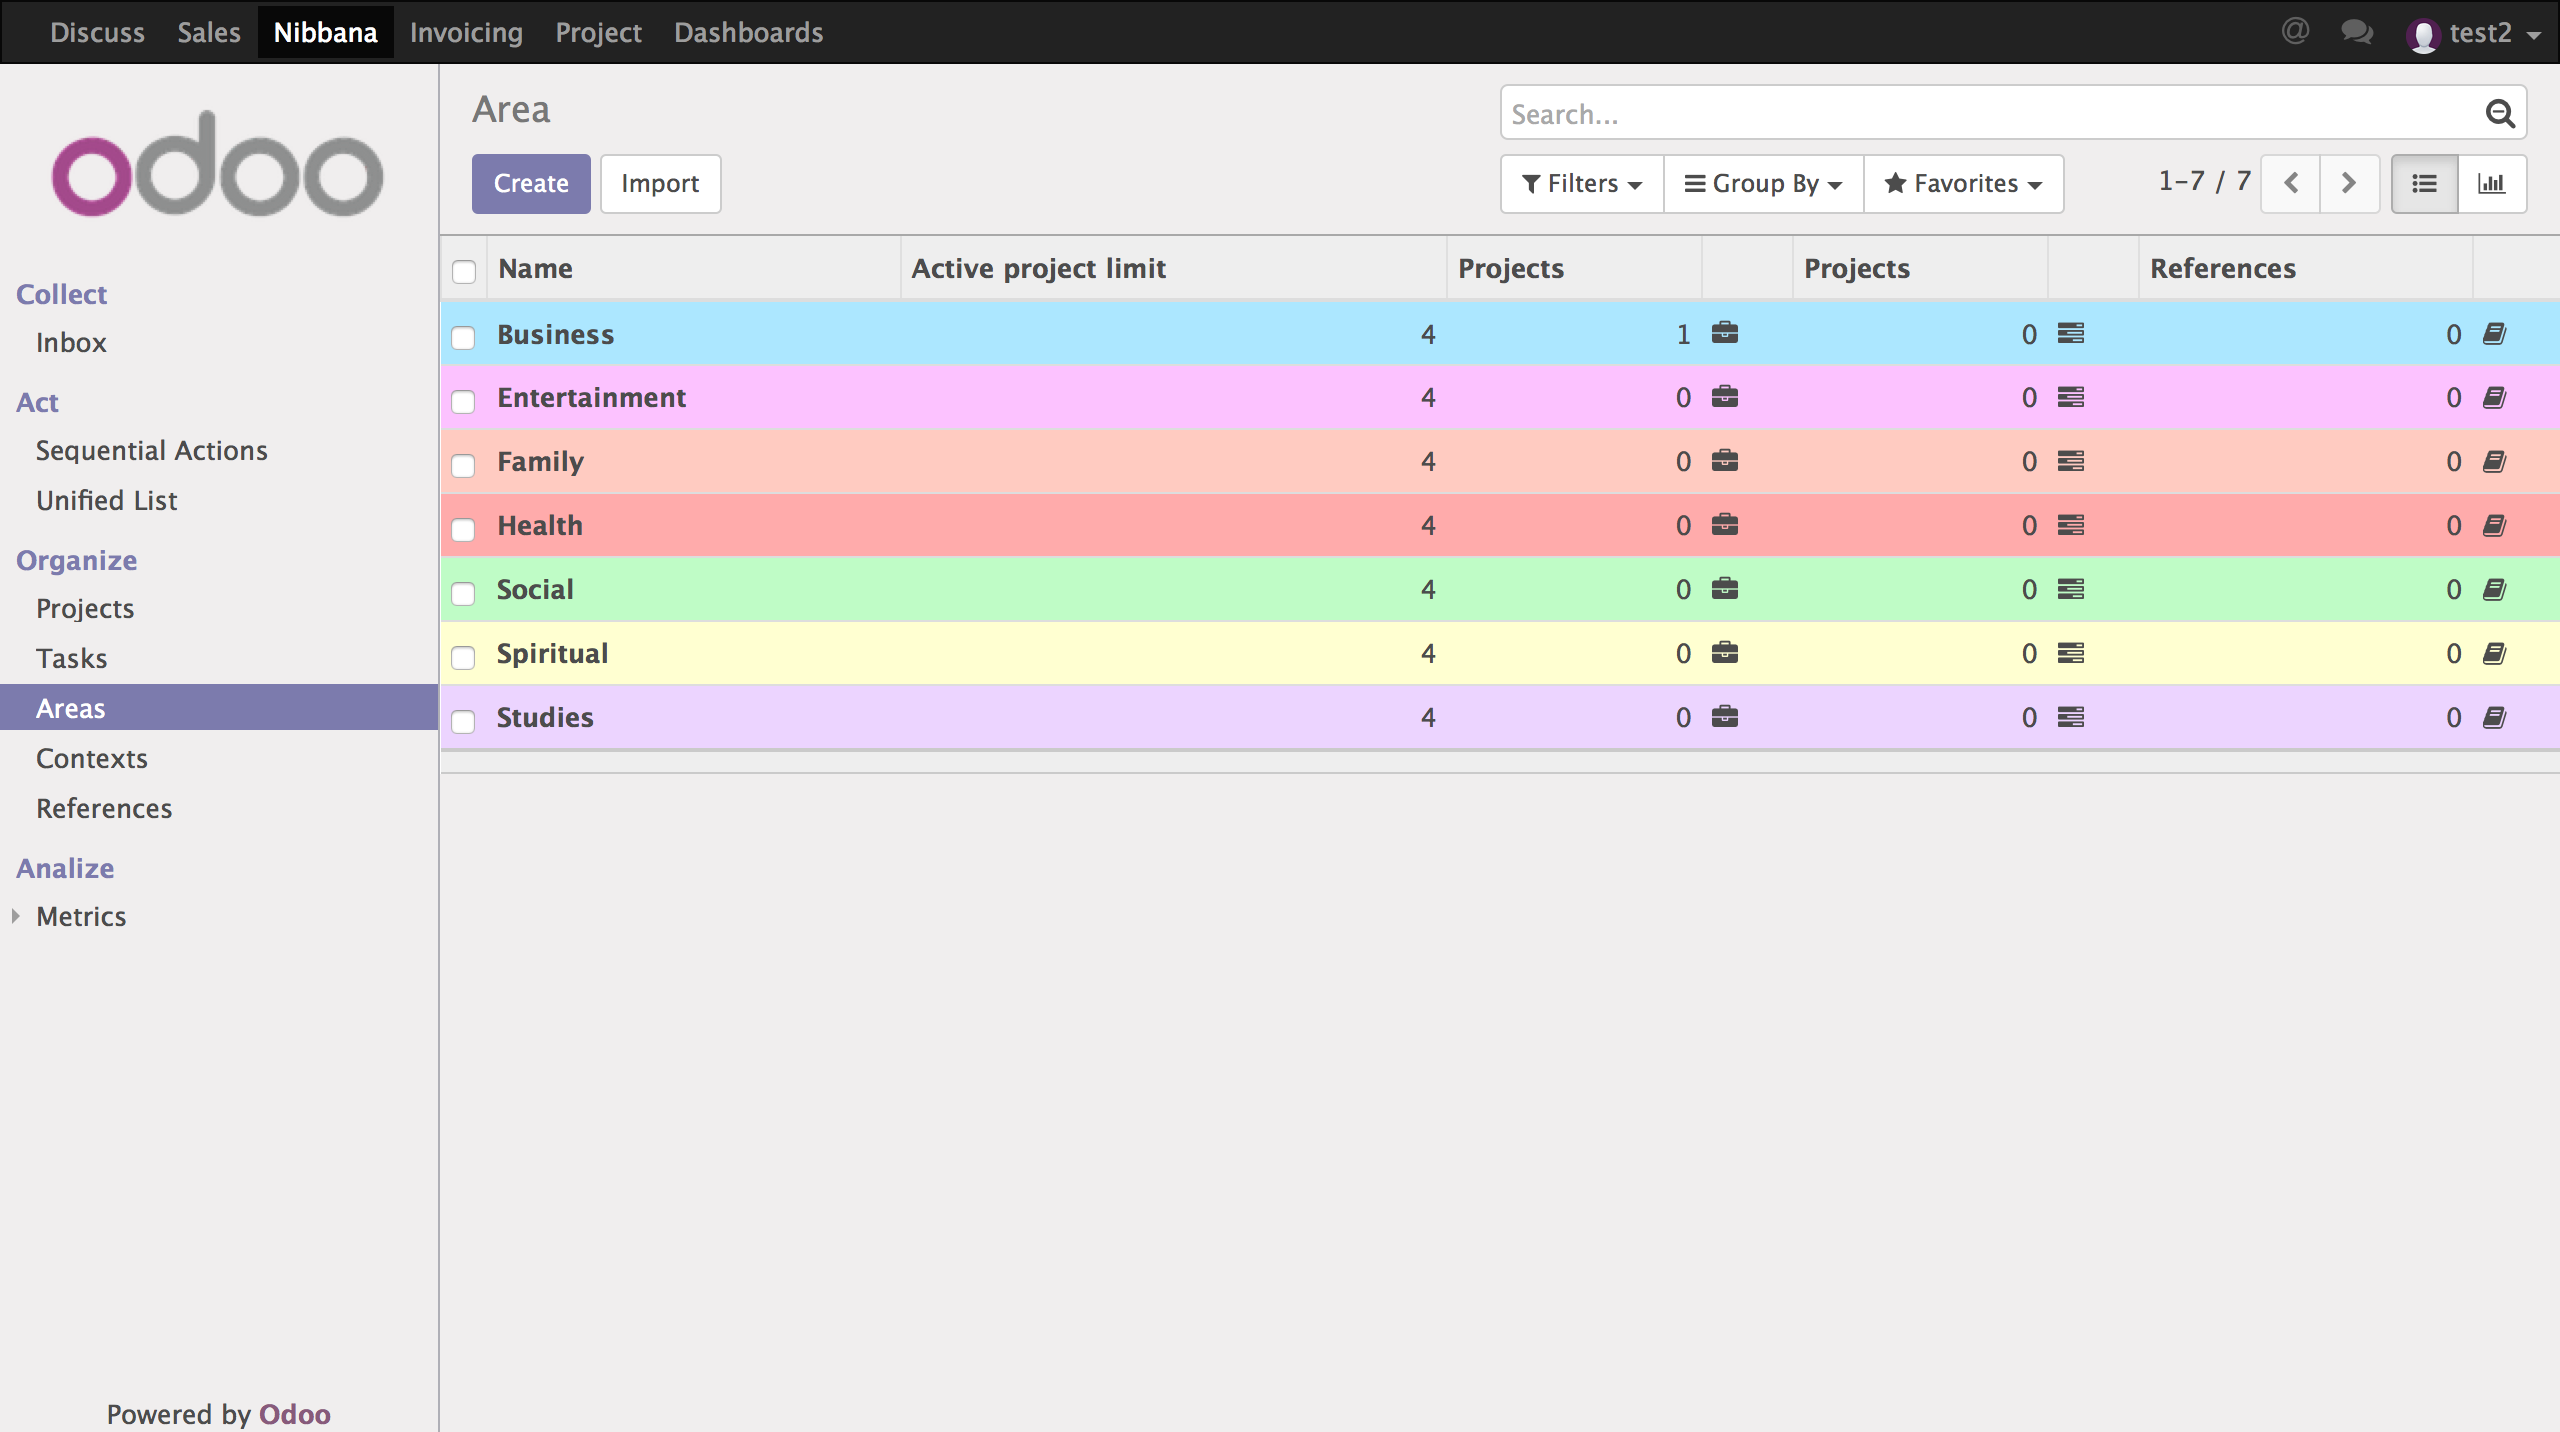 Discuss Sales Nibbana Invoicing Project Dashboards @ test2
odoo
Collect
Inbox
Act
Sequential Actions
Unified List
Organize
Projects
Tasks
Areas
Contexts
References
Analize
Metrics
Powered by Odoo
Area
Search...
Create Import
Filters Group By Favorites 1-7 / 7
Name Active project limit Projects Projects References
Business 4 1 0 0
Entertainment 4 0 0 0
Family 4 0 0 0
Health 4 0 0 0
Social 4 0 0 0
Spiritual 4 0 0 0
Studies 4 0 0 0